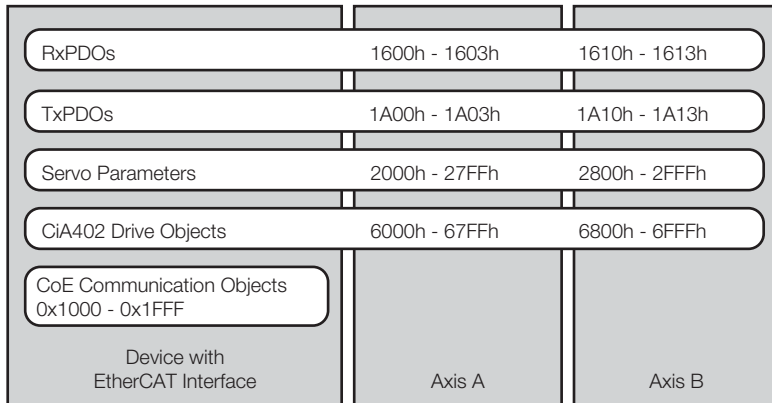 RxPDOs 1600h - 1603h 1610h - 1613h
TxPDOs 1A00h - 1A03h 1A10h - 1A13h
Servo Parameters 2000h - 27FFh 2800h - 2FFFh
CiA402 Drive Objects 6000h - 67FFh 6800h - 6FFFh
CoE Communication Objects
0x1000 - 0x1FFF
Device with
EtherCAT Interface Axis A Axis B